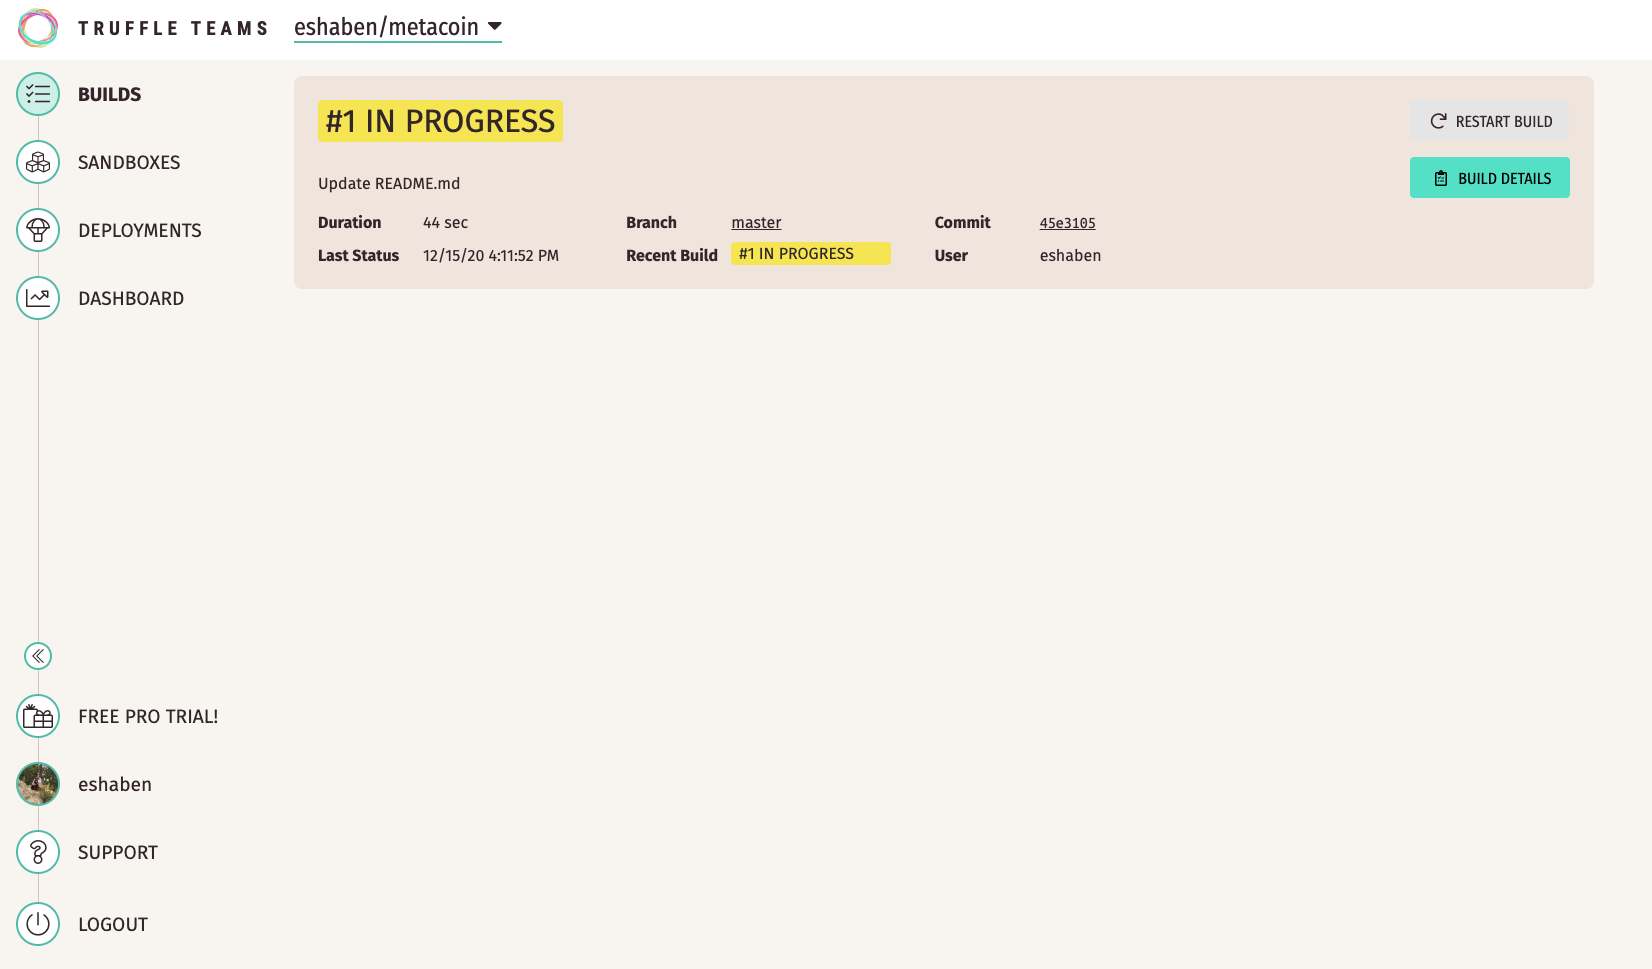 TRUFFLE TEAMS
eshaben/metacoin
BUILDS
SANDBOXES
DEPLOYMENTS
DASHBOARD
#1 IN PROGRESS
RESTART BUILD
BUILD DETAILS
Update README.md
Duration 44 sec Branch master Commit 45e3105
Last Status 12/15/20 4:11:52 PM Recent Build #1 IN PROGRESS User eshaben
FREE PRO TRIAL!
eshaben
SUPPORT
LOGOUT